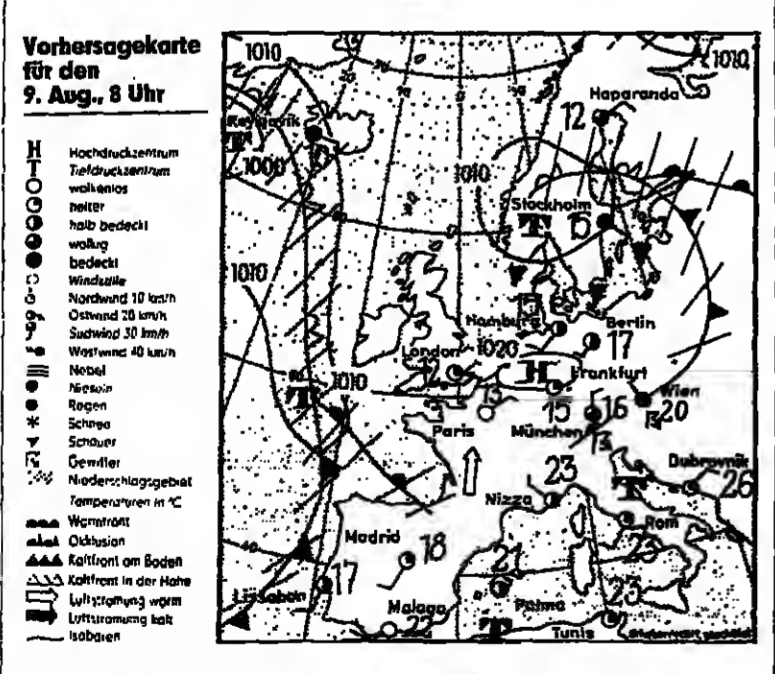 Vorhersagekarte
für den
9. Aug., 8 Uhr
H Hochdruckzentrum
T Tiefdruckzentrum
wolkenlos
heiter
halb bedeckt
wolkig
bedeckt
Windstille
Nordwind 10 km/h
Ostwind 20 km/h
Südwind 30 km/h
Westwind 40 km/h
Nebel
Nieseln
Regen
Schnee
Schauer
Gewitter
Niederschlagsgebiet
Temperaturen in °C
Warmfront
Okklusion
Kaltfront am Boden
Kaltfront in der Höhe
Luftströmung warm
Luftströmung kalt
Isobaren
1010
1010
Haparanda
12
Reykjavik
T
1000
1010
Stockholm
T
15
1010
Hamburg
Berlin
17
London
12
1020
H
Frankfurt
15
T
1010
13
Paris
München
16
Wien
20
Dubrovnik
26
T
Nizza
23
Rom
23
Madrid
18
Lissabon
17
21
Palma
Malaga
22
T
Tunis
23